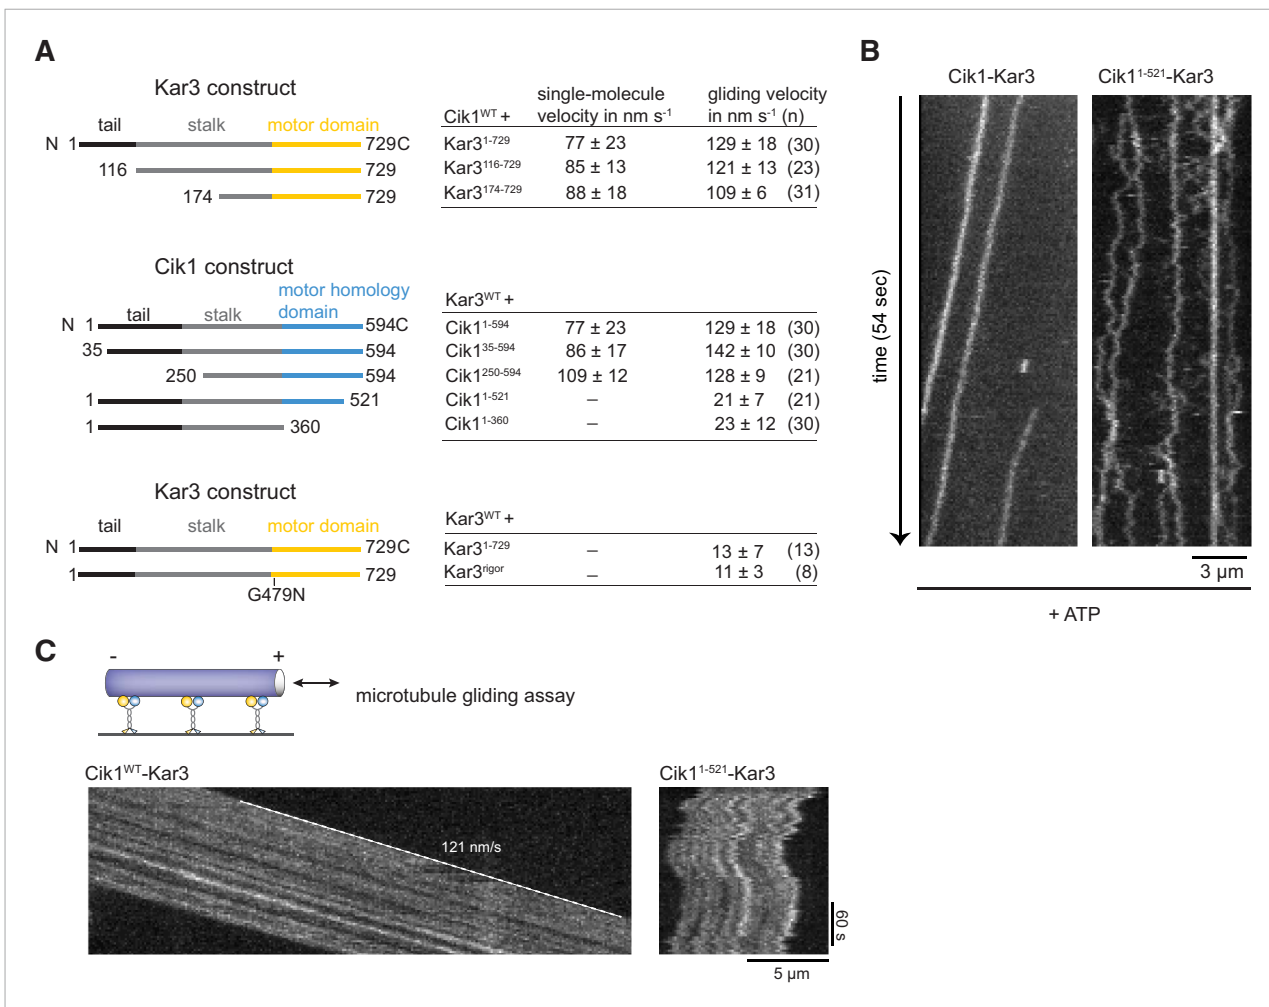 A
Kar3 construct
tail stalk motor domain
N 1 729C
116 729
174 729
single-molecule gliding velocity
Cik1WT + velocity in nm s-1 in nm s-1 (n)
Kar31-729 77 ± 23 129 ± 18 (30)
Kar3116-729 85 ± 13 121 ± 13 (23)
Kar3174-729 88 ± 18 109 ± 6 (31)
Cik1 construct
motor homology
tail stalk domain
N 1 594C
35 594
250 594
1 521
1 360
Kar3WT +
Cik11-594 77 ± 23 129 ± 18 (30)
Cik135-594 86 ± 17 142 ± 10 (30)
Cik1250-594 109 ± 12 128 ± 9 (21)
Cik11-521 – 21 ± 7 (21)
Cik11-360 – 23 ± 12 (30)
Kar3 construct
tail stalk motor domain
N 1 729C
1 729
G479N
Kar3WT +
Kar31-729 – 13 ± 7 (13)
Kar3rigor – 11 ± 3 (8)
B
Cik1-Kar3 Cik11-521-Kar3
time (54 sec)
3 µm
+ ATP
C
- +
microtubule gliding assay
Cik1WT-Kar3 Cik11-521-Kar3
121 nm/s
60 s
5 µm